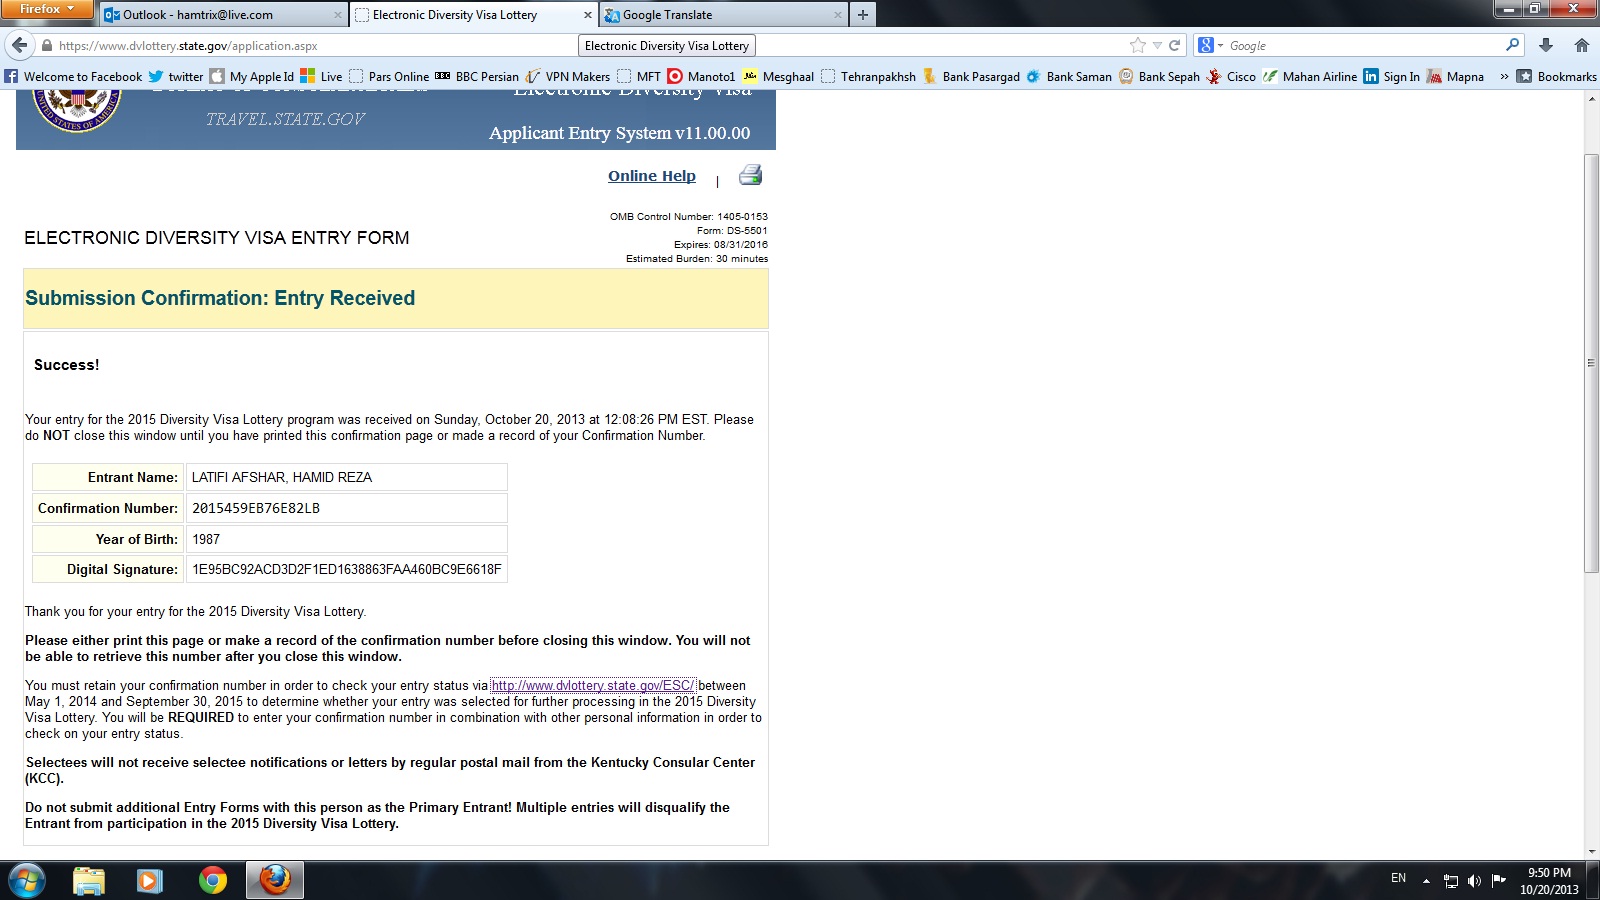 Firefox
Outlook - hamtrix@live.com
Electronic Diversity Visa Lottery
Google Translate
https://www.dvlottery.state.gov/application.aspx
Electronic Diversity Visa Lottery
Google
Welcome to Facebook twitter My Apple Id Live Pars Online BBC BBC Persian VPN Makers MFT Manoto1 Mesghaal Tehranpakhsh Bank Pasargad Bank Saman Bank Sepah Cisco Mahan Airline Sign In Mapna » Bookmarks
Electronic Diversity Visa
UNITED STATES OF AMERICA
TRAVEL.STATE.GOV
Applicant Entry System v11.00.00
Online Help |
OMB Control Number: 1405-0153
Form: DS-5501
Expires: 08/31/2016
Estimated Burden: 30 minutes
ELECTRONIC DIVERSITY VISA ENTRY FORM
Submission Confirmation: Entry Received
Success!
Your entry for the 2015 Diversity Visa Lottery program was received on Sunday, October 20, 2013 at 12:08:26 PM EST. Please
do NOT close this window until you have printed this confirmation page or made a record of your Confirmation Number.
Entrant Name: LATIFI AFSHAR, HAMID REZA
Confirmation Number: 2015459EB76E82LB
Year of Birth: 1987
Digital Signature: 1E95BC92ACD3D2F1ED1638863FAA460BC9E6618F
Thank you for your entry for the 2015 Diversity Visa Lottery.
Please either print this page or make a record of the confirmation number before closing this window. You will not
be able to retrieve this number after you close this window.
You must retain your confirmation number in order to check your entry status via http://www.dvlottery.state.gov/ESC/ between
May 1, 2014 and September 30, 2015 to determine whether your entry was selected for further processing in the 2015 Diversity
Visa Lottery. You will be REQUIRED to enter your confirmation number in combination with other personal information in order to
check on your entry status.
Selectees will not receive selectee notifications or letters by regular postal mail from the Kentucky Consular Center
(KCC).
Do not submit additional Entry Forms with this person as the Primary Entrant! Multiple entries will disqualify the
Entrant from participation in the 2015 Diversity Visa Lottery.
EN
9:50 PM
10/20/2013